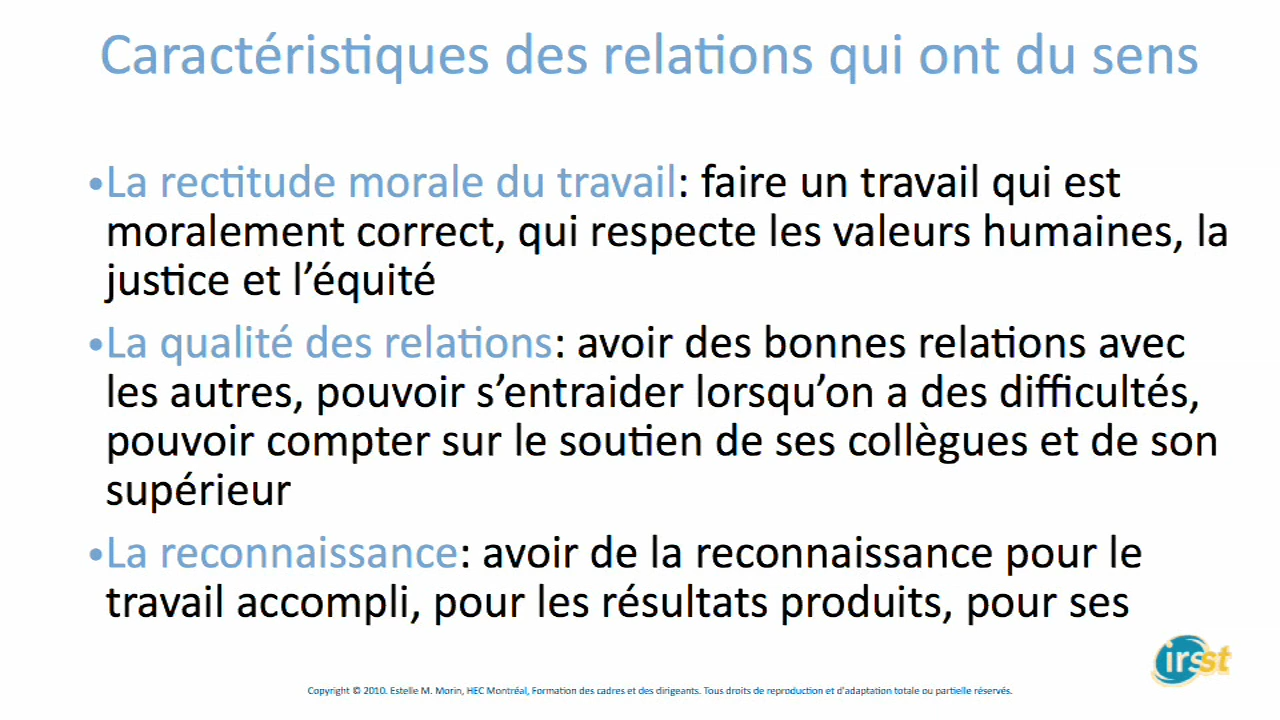 Caractéristiques des relations qui ont du sens
•La rectitude morale du travail: faire un travail qui est
moralement correct, qui respecte les valeurs humaines, la
justice et l’équité
•La qualité des relations: avoir des bonnes relations avec
les autres, pouvoir s’entraider lorsqu’on a des difficultés,
pouvoir compter sur le soutien de ses collègues et de son
supérieur
•La reconnaissance: avoir de la reconnaissance pour le
travail accompli, pour les résultats produits, pour ses
irsst
Copyright © 2010. Estelle M. Morin, HEC Montréal, Formation des cadres et des dirigeants. Tous droits de reproduction et d'adaptation totale ou partielle réservés.